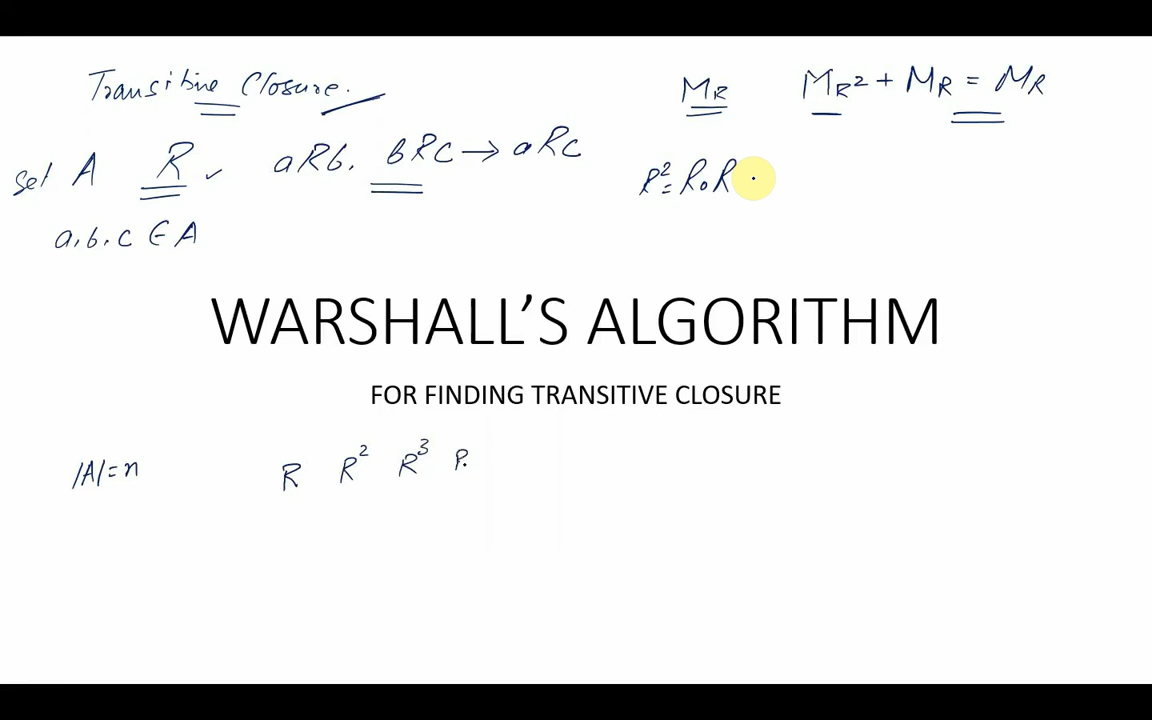 Transitive Closure.
M_R   M_R² + M_R = M_R
set A   R ✓   aRb, bRc → aRc
R² = R∘R
a, b, c ∈ A
WARSHALL’S ALGORITHM
FOR FINDING TRANSITIVE CLOSURE
|A| = n   R   R²   R³